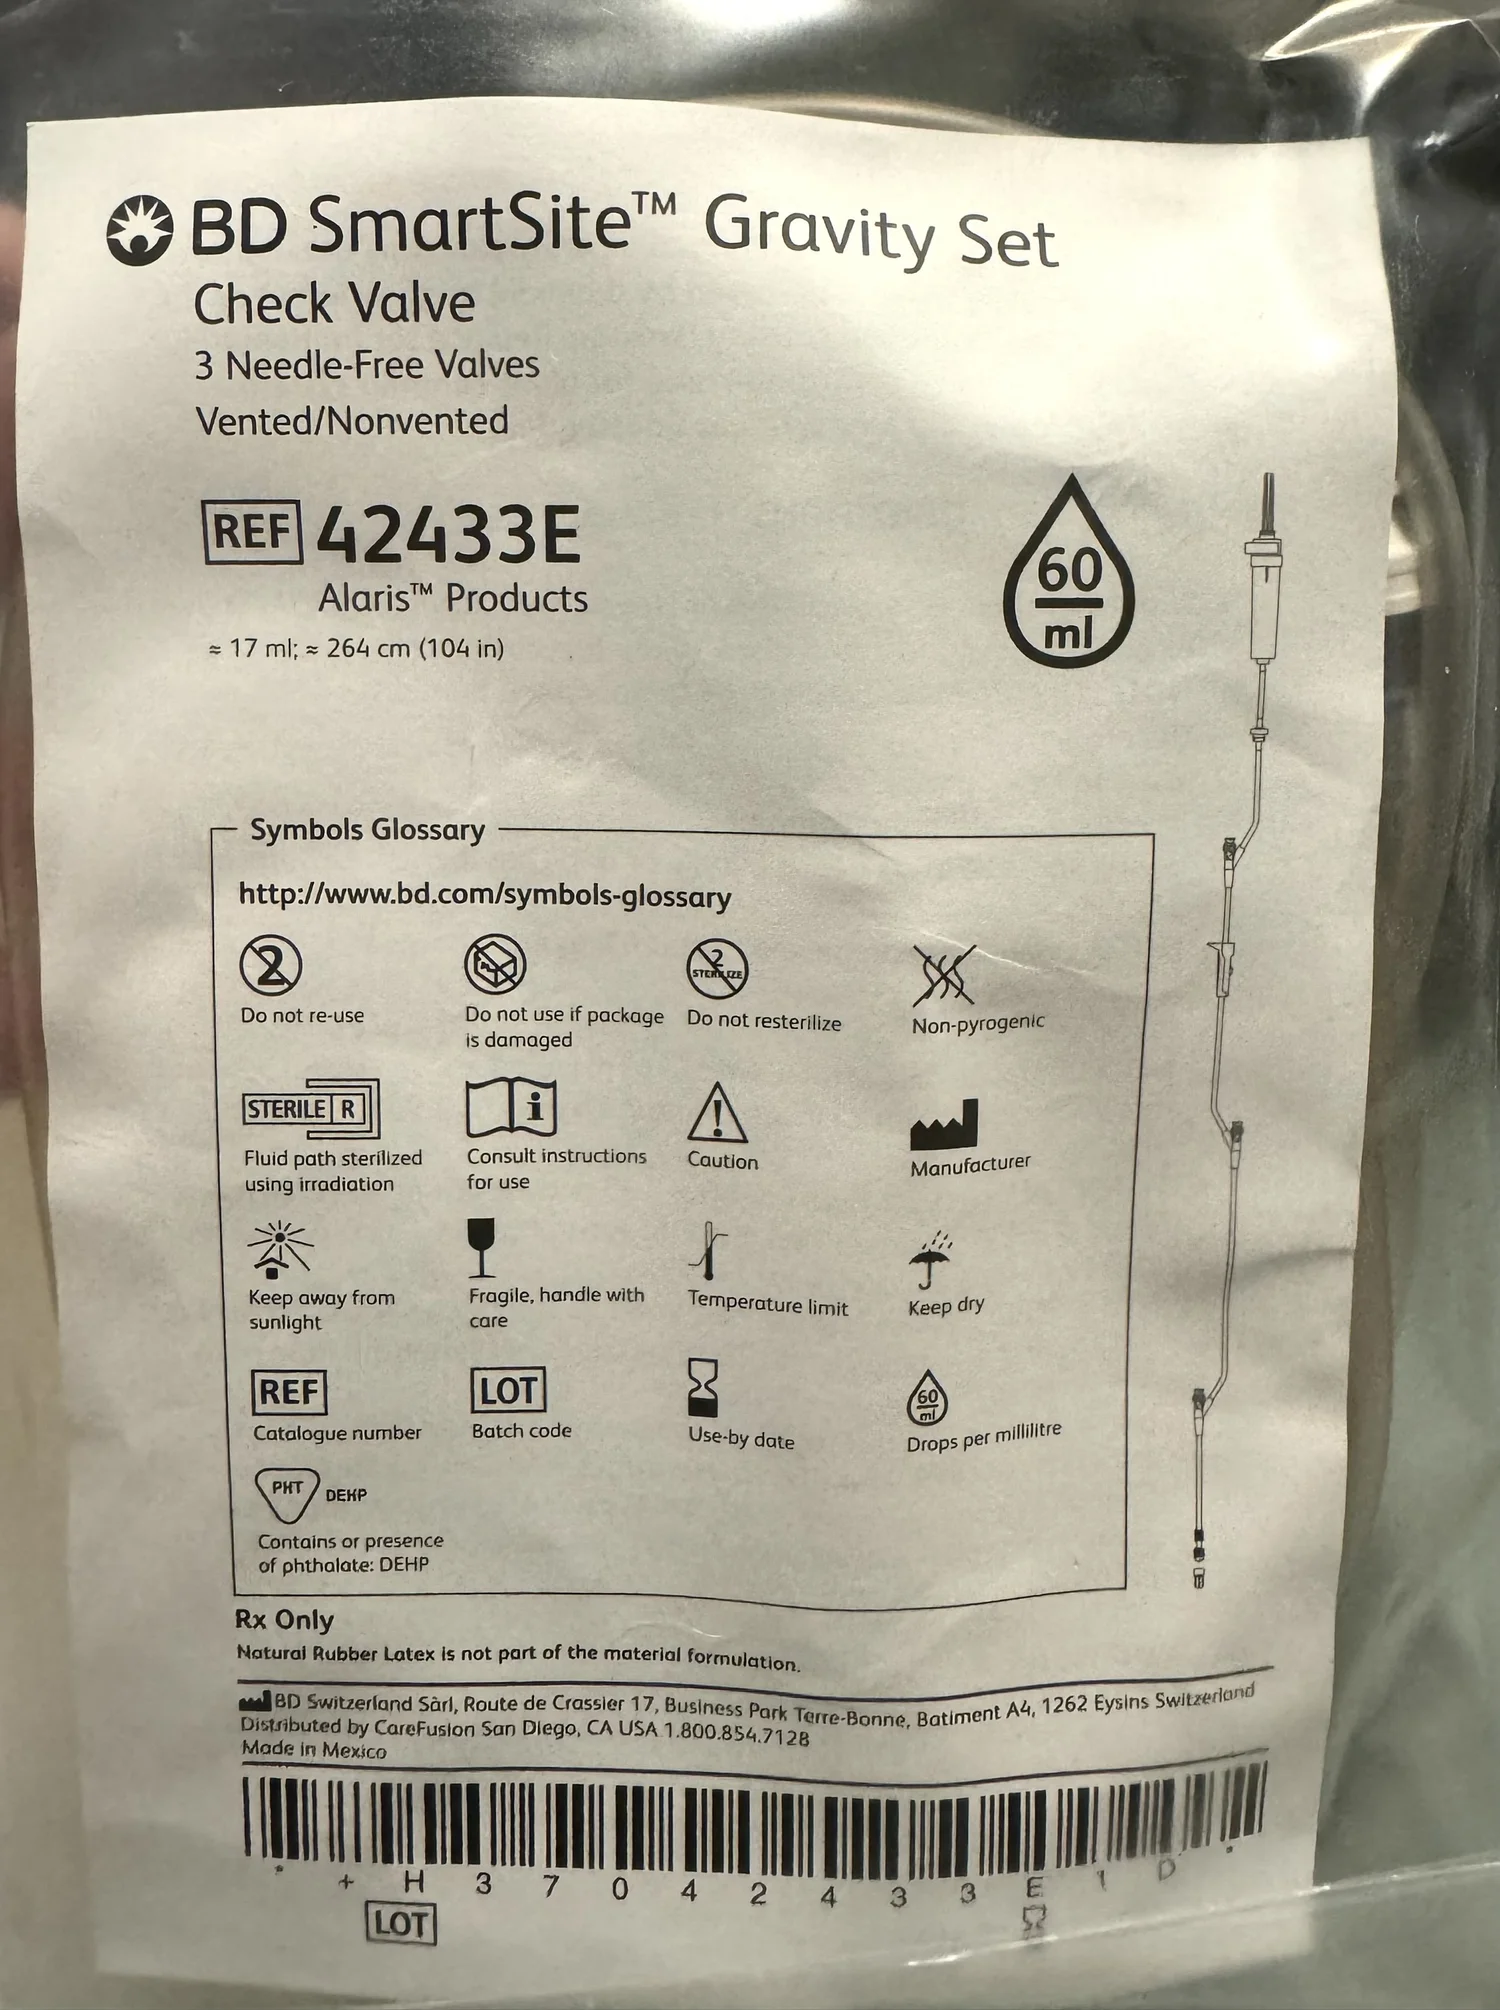 BD SmartSite™ Gravity Set
Check Valve
3 Needle-Free Valves
Vented/Nonvented
REF 42433E
Alaris™ Products
≈ 17 ml; ≈ 264 cm (104 in)
60
ml
Symbols Glossary
http://www.bd.com/symbols-glossary
2
2
STERILIZE
Do not re-use
Do not use if package
is damaged
Do not resterilize
Non-pyrogenic
STERILE R
i
!
Fluid path sterilized
using irradiation
Consult instructions
for use
Caution
Manufacturer
Keep away from
sunlight
Fragile, handle with
care
Temperature limit
Keep dry
REF
LOT
60
ml
Catalogue number
Batch code
Use-by date
Drops per millilitre
PHT DEHP
Contains or presence
of phthalate: DEHP
Rx Only
Natural Rubber Latex is not part of the material formulation.
BD Switzerland Sàrl, Route de Crassier 17, Business Park Terre-Bonne, Batiment A4, 1262 Eysins Switzerland
Distributed by CareFusion San Diego, CA USA 1.800.854.7128
Made in Mexico
* + H 3 7 0 4 2 4 3 3 E 1 D *
LOT